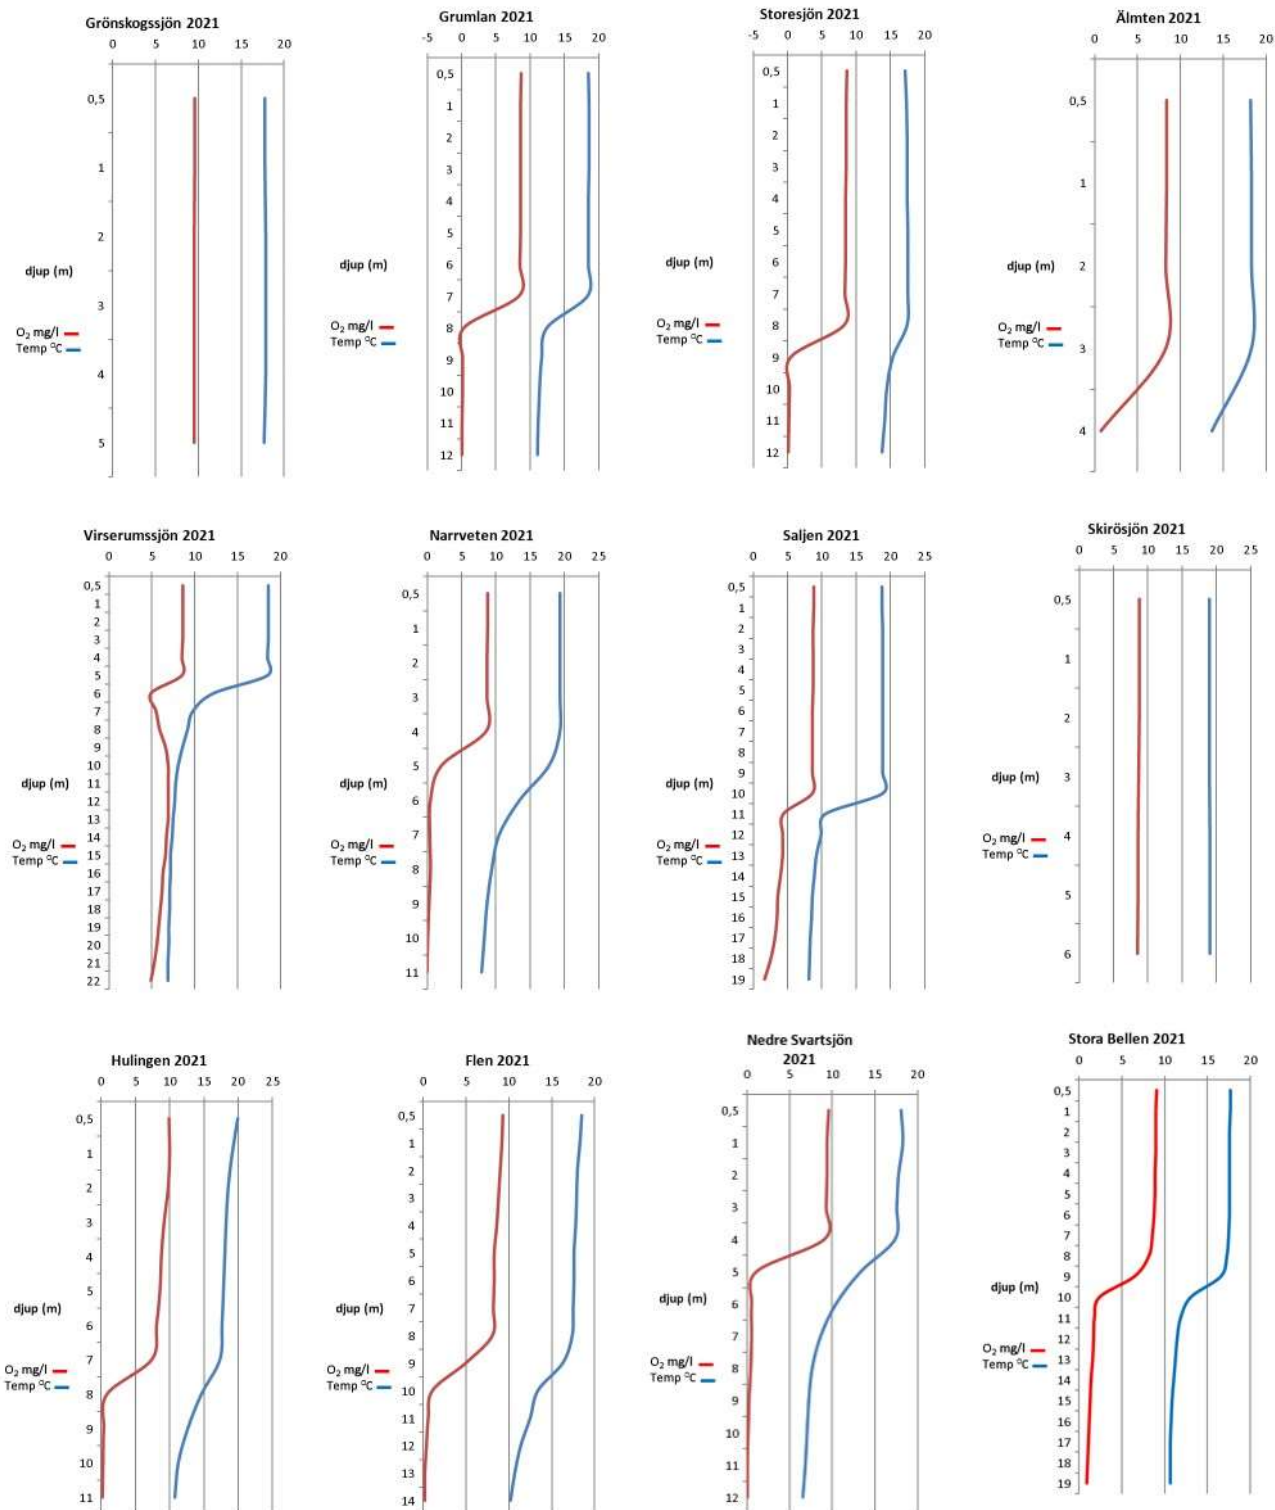 Grönskogssjön 2021
0 5 10 15 20
0,5
1
2
djup (m)
3
O₂ mg/l
Temp °C
4
5
Grumlan 2021
-5 0 5 10 15 20
0,5
1
2
3
4
5
6
djup (m)
7
8
O₂ mg/l
Temp °C
9
10
11
12
Storesjön 2021
-5 0 5 10 15 20
0,5
1
2
3
4
5
6
djup (m)
7
8
O₂ mg/l
Temp °C
9
10
11
12
Älmten 2021
0 5 10 15 20
0,5
1
2
djup (m)
O₂ mg/l
Temp °C
3
4
Virserumssjön 2021
0 5 10 15 20
0,5
1
2
3
4
5
6
7
8
9
10
11
djup (m)
12
13
14
O₂ mg/l
Temp °C
15
16
17
18
19
20
21
22
Narrveten 2021
0 5 10 15 20 25
0,5
1
2
3
4
5
djup (m)
6
7
O₂ mg/l
Temp °C
8
9
10
11
Saljen 2021
0 5 10 15 20 25
0,5
1
2
3
4
5
6
7
8
9
djup (m)
10
11
12
O₂ mg/l
Temp °C
13
14
15
16
17
18
19
Skirösjön 2021
0 5 10 15 20 25
0,5
1
2
djup (m)
3
4
O₂ mg/l
Temp °C
5
6
Hulingen 2021
0 5 10 15 20 25
0,5
1
2
3
4
5
djup (m)
6
7
O₂ mg/l
Temp °C
8
9
10
11
Flen 2021
0 5 10 15 20
0,5
1
2
3
4
5
6
djup (m)
7
8
9
O₂ mg/l
Temp °C
10
11
12
13
14
Nedre Svartsjön
2021
0 5 10 15 20
0,5
1
2
3
4
5
djup (m)
6
7
O₂ mg/l
Temp °C
8
9
10
11
12
Stora Bellen 2021
0 5 10 15 20
0,5
1
2
3
4
5
6
7
8
9
djup (m)
10
11
12
O₂ mg/l
Temp °C
13
14
15
16
17
18
19